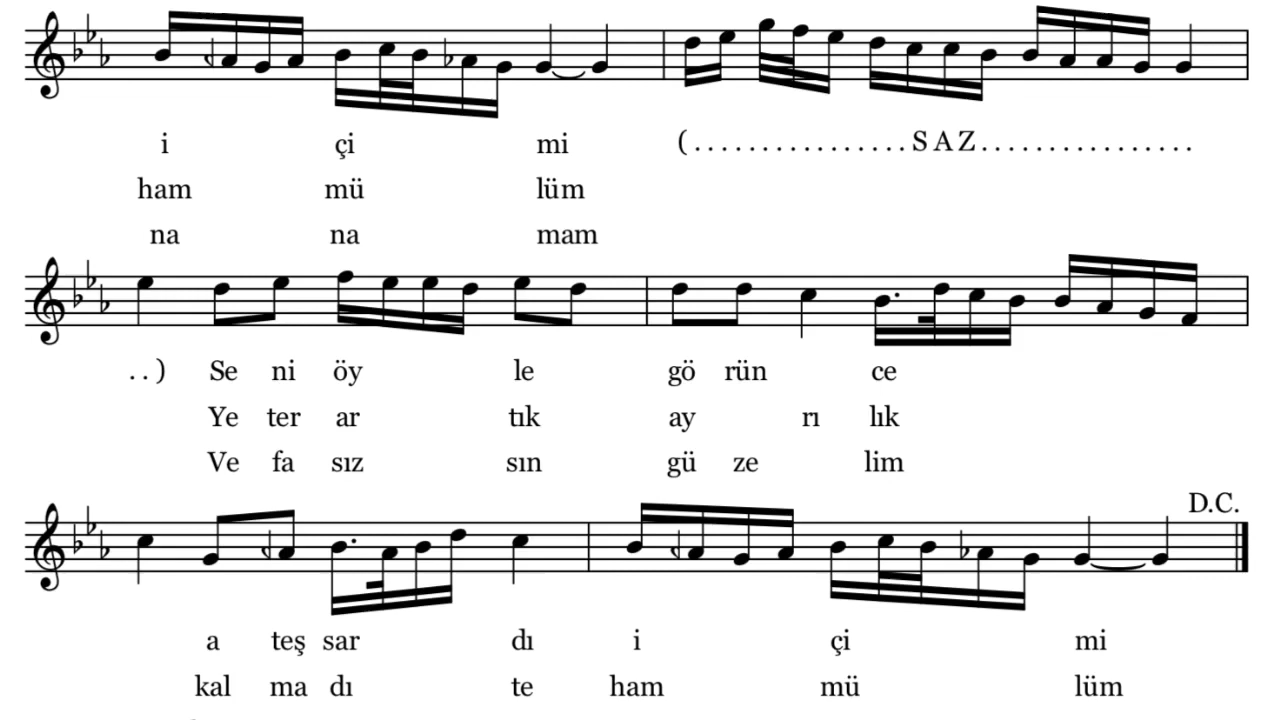 i çi mi (................SAZ................
ham mü lüm
na na mam
..) Se ni öy le gö rün ce
Ye ter ar tık ay rı lık
Ve fa sız sın gü ze lim
D.C.
a teş sar dı i çi mi
kal ma dı te ham mü lüm